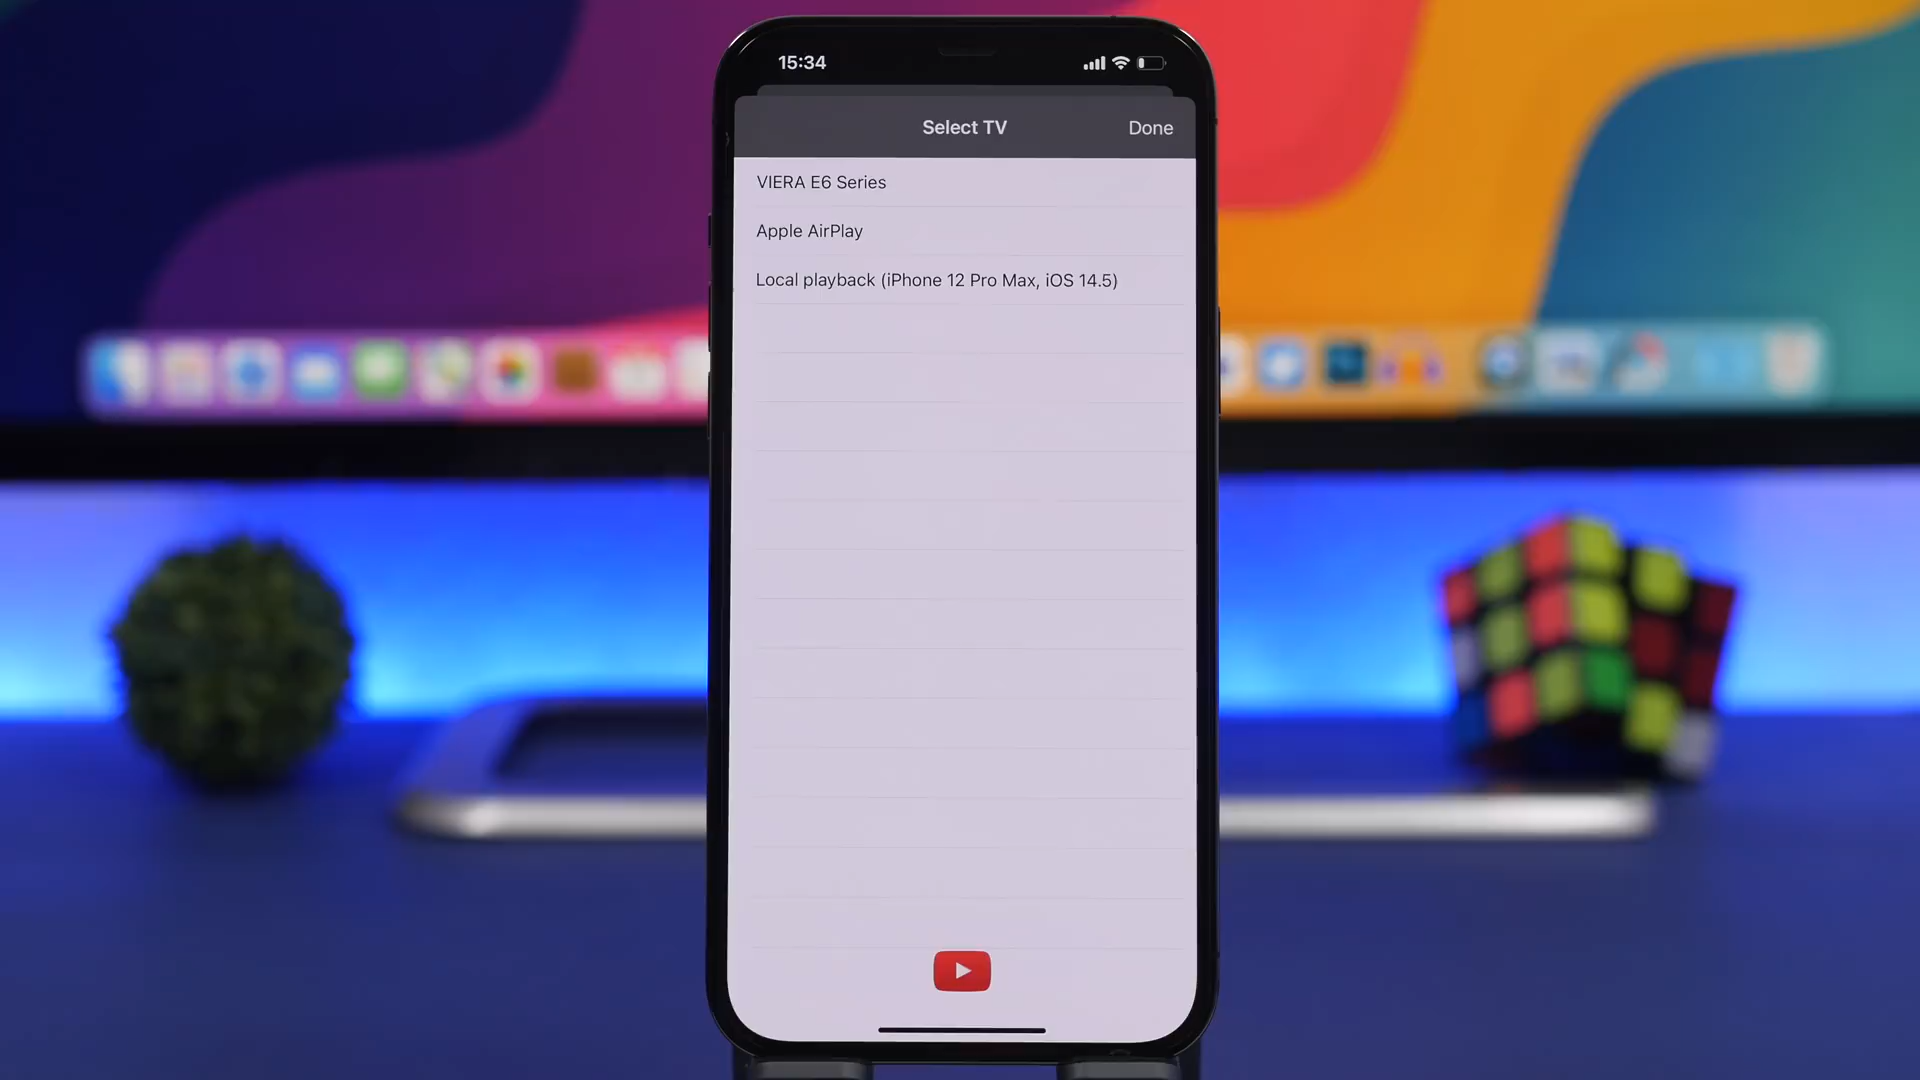 15:34
Select TV
Done
VIERA E6 Series
Apple AirPlay
Local playback (iPhone 12 Pro Max, iOS 14.5)